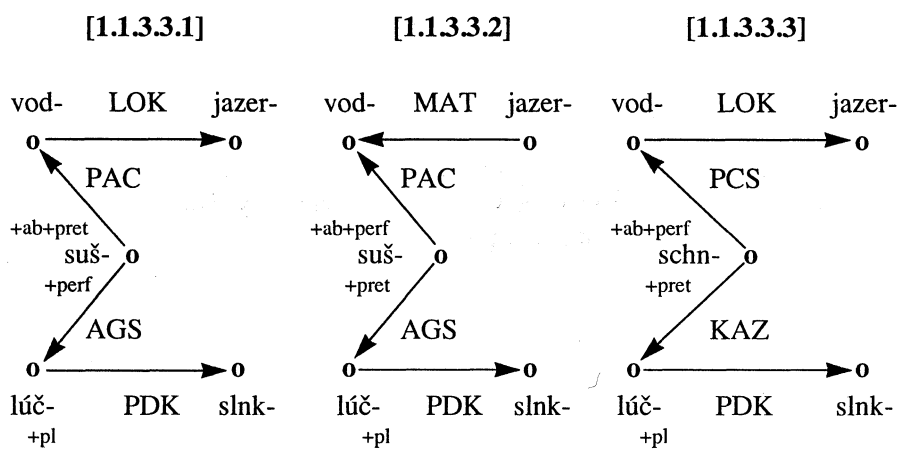 [1.1.3.3.1] [1.1.3.3.2] [1.1.3.3.3]
vod- LOK jazer- vod- MAT jazer- vod- LOK jazer-
o o o o o o
PAC PAC PCS
+ab+pret +ab+perf +ab+perf
suš- o suš- o schn- o
+perf +pret +pret
AGS AGS KAZ
o o o o o o
lúč- PDK slnk- lúč- PDK slnk- lúč- PDK slnk-
+pl +pl +pl